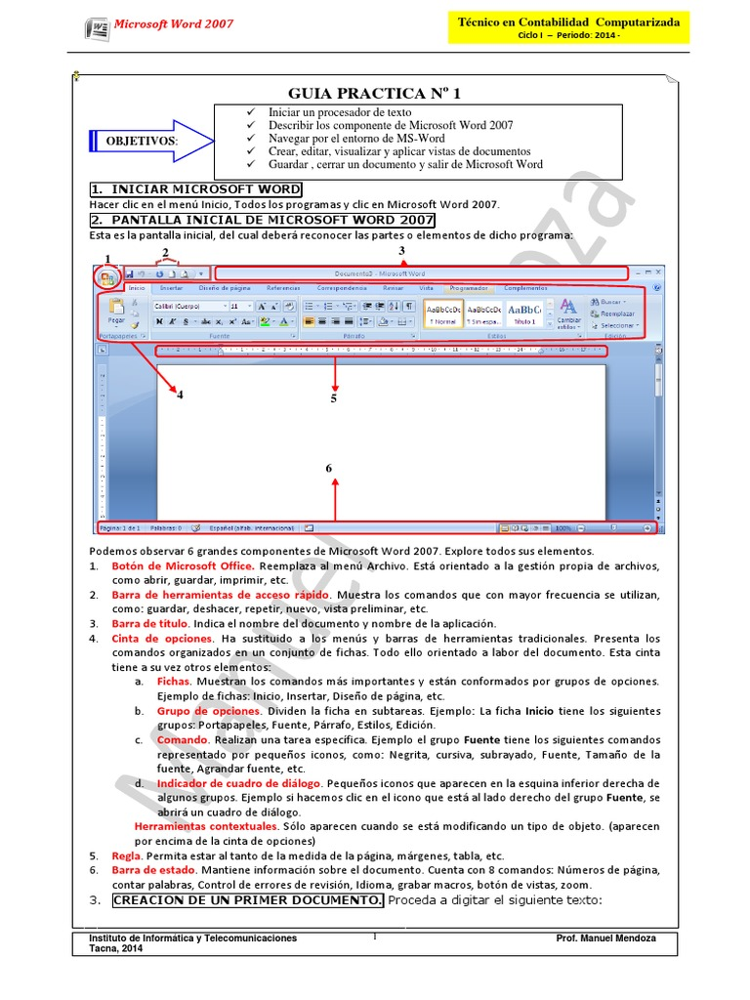 Microsoft Word 2007
Técnico en Contabilidad Computarizada
Ciclo I – Periodo: 2014 -
GUIA PRACTICA Nº 1
OBJETIVOS:
✓ Iniciar un procesador de texto
✓ Describir los componente de Microsoft Word 2007
✓ Navegar por el entorno de MS-Word
✓ Crear, editar, visualizar y aplicar vistas de documentos
✓ Guardar , cerrar un documento y salir de Microsoft Word
1. INICIAR MICROSOFT WORD
Hacer clic en el menú Inicio, Todos los programas y clic en Microsoft Word 2007.
2. PANTALLA INICIAL DE MICROSOFT WORD 2007
Esta es la pantalla inicial, del cual deberá reconocer las partes o elementos de dicho programa:
1 2 3
Documento3 - Microsoft Word
Inicio Insertar Diseño de página Referencias Correspondencia Revisar Vista Programador Complementos
Calibri (Cuerpo) 11
Pegar
AaBbCcDc AaBbCcDc AaBbC
¶ Normal ¶ Sin espa... Título 1
Cambiar estilos
Buscar
Reemplazar
Seleccionar
Portapapeles Fuente Párrafo Estilos Edición
4
5
6
Página: 1 de 1 Palabras: 0 Español (alfab. internacional) 100%
Podemos observar 6 grandes componentes de Microsoft Word 2007. Explore todos sus elementos.
1. Botón de Microsoft Office. Reemplaza al menú Archivo. Está orientado a la gestión propia de archivos,
como abrir, guardar, imprimir, etc.
2. Barra de herramientas de acceso rápido. Muestra los comandos que con mayor frecuencia se utilizan,
como: guardar, deshacer, repetir, nuevo, vista preliminar, etc.
3. Barra de titulo. Indica el nombre del documento y nombre de la aplicación.
4. Cinta de opciones. Ha sustituido a los menús y barras de herramientas tradicionales. Presenta los
comandos organizados en un conjunto de fichas. Todo ello orientado a labor del documento. Esta cinta
tiene a su vez otros elementos:
a. Fichas. Muestran los comandos más importantes y están conformados por grupos de opciones.
Ejemplo de fichas: Inicio, Insertar, Diseño de página, etc.
b. Grupo de opciones. Dividen la ficha en subtareas. Ejemplo: La ficha Inicio tiene los siguientes
grupos: Portapapeles, Fuente, Párrafo, Estilos, Edición.
c. Comando. Realizan una tarea específica. Ejemplo el grupo Fuente tiene los siguientes comandos
representado por pequeños iconos, como: Negrita, cursiva, subrayado, Fuente, Tamaño de la
fuente, Agrandar fuente, etc.
d. Indicador de cuadro de diálogo. Pequeños iconos que aparecen en la esquina inferior derecha de
algunos grupos. Ejemplo si hacemos clic en el icono que está al lado derecho del grupo Fuente, se
abrirá un cuadro de diálogo.
Herramientas contextuales. Sólo aparecen cuando se está modificando un tipo de objeto. (aparecen
por encima de la cinta de opciones)
5. Regla. Permita estar al tanto de la medida de la página, márgenes, tabla, etc.
6. Barra de estado. Mantiene información sobre el documento. Cuenta con 8 comandos: Números de página,
contar palabras, Control de errores de revisión, Idioma, grabar macros, botón de vistas, zoom.
3. CREACION DE UN PRIMER DOCUMENTO. Proceda a digitar el siguiente texto:
Instituto de Informática y Telecomunicaciones 1 Prof. Manuel Mendoza
Tacna, 2014